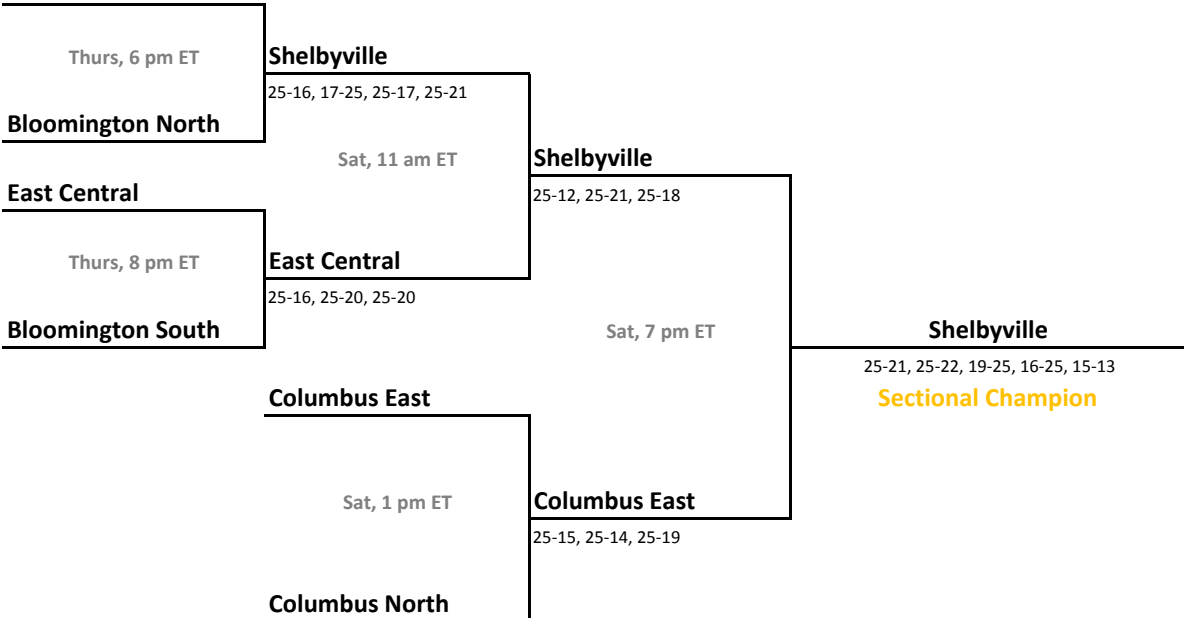 Thurs, 6 pm ET
Shelbyville
25-16, 17-25, 25-17, 25-21
Bloomington North
Sat, 11 am ET
Shelbyville
East Central
25-12, 25-21, 25-18
Thurs, 8 pm ET
East Central
25-16, 25-20, 25-20
Bloomington South
Sat, 7 pm ET
Shelbyville
25-21, 25-22, 19-25, 16-25, 15-13
Columbus East
Sectional Champion
Sat, 1 pm ET
Columbus East
25-15, 25-14, 25-19
Columbus North